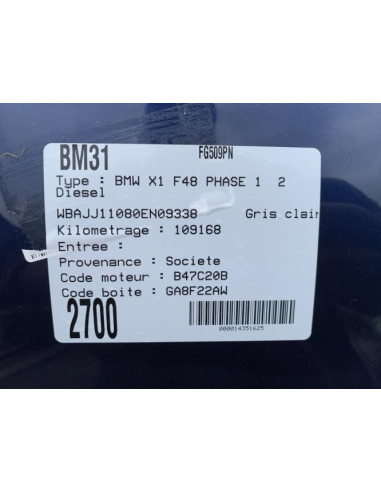 BM31 FG509PN
Type : BMW X1 F48 PHASE 1 2
Diesel
WBAJJ11080EN09338 Gris clair
Kilometrage : 109168
Entree :
Provenance : Societe
Code moteur : B47C20B
Code boite : GA8F22AW
2700
000014351625